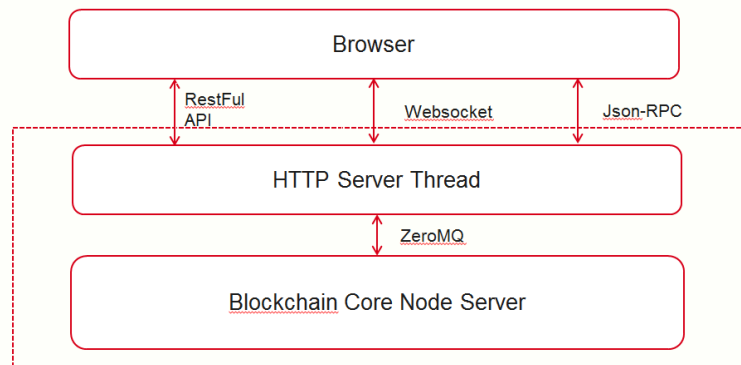 Browser
RestFul
API
Websocket
Json-RPC
HTTP Server Thread
ZeroMQ
Blockchain Core Node Server